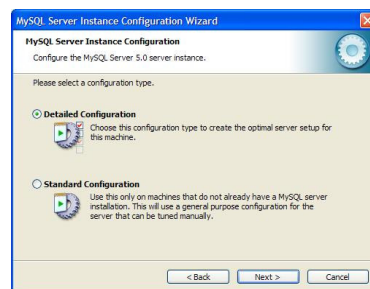 MySQL Server Instance Configuration Wizard
MySQL Server Instance Configuration
Configure the MySQL Server 5.0 server instance.
Please select a configuration type.
Detailed Configuration
Choose this configuration type to create the optimal server setup for
this machine.
Standard Configuration
Use this only on machines that do not already have a MySQL server
installation. This will use a general purpose configuration for the
server that can be tuned manually.
< Back Next > Cancel